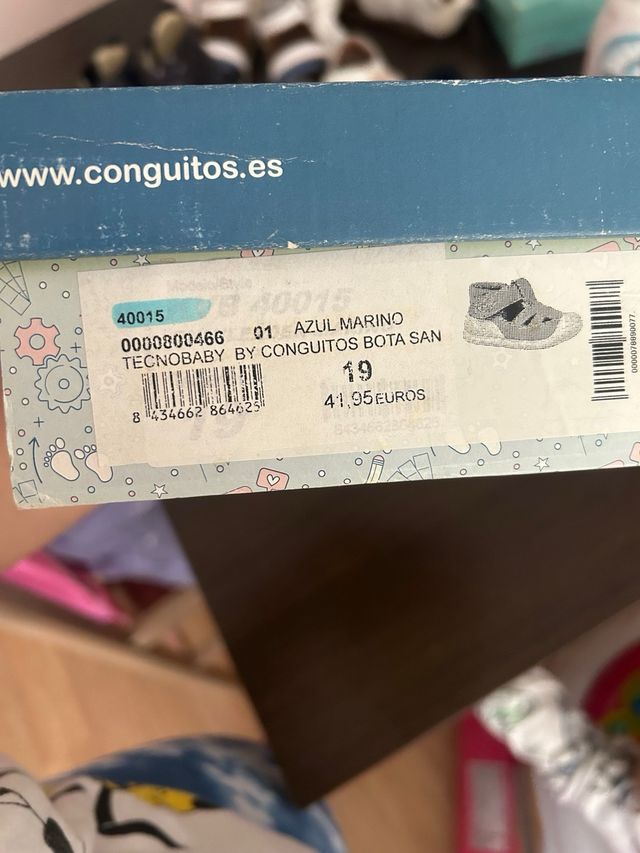 www.conguitos.es
40015
0000800466 01 AZUL MARINO
TECNOBABY BY CONGUITOS BOTA SAN
19
41,95 EUROS
8 434662 864625
0000078890077